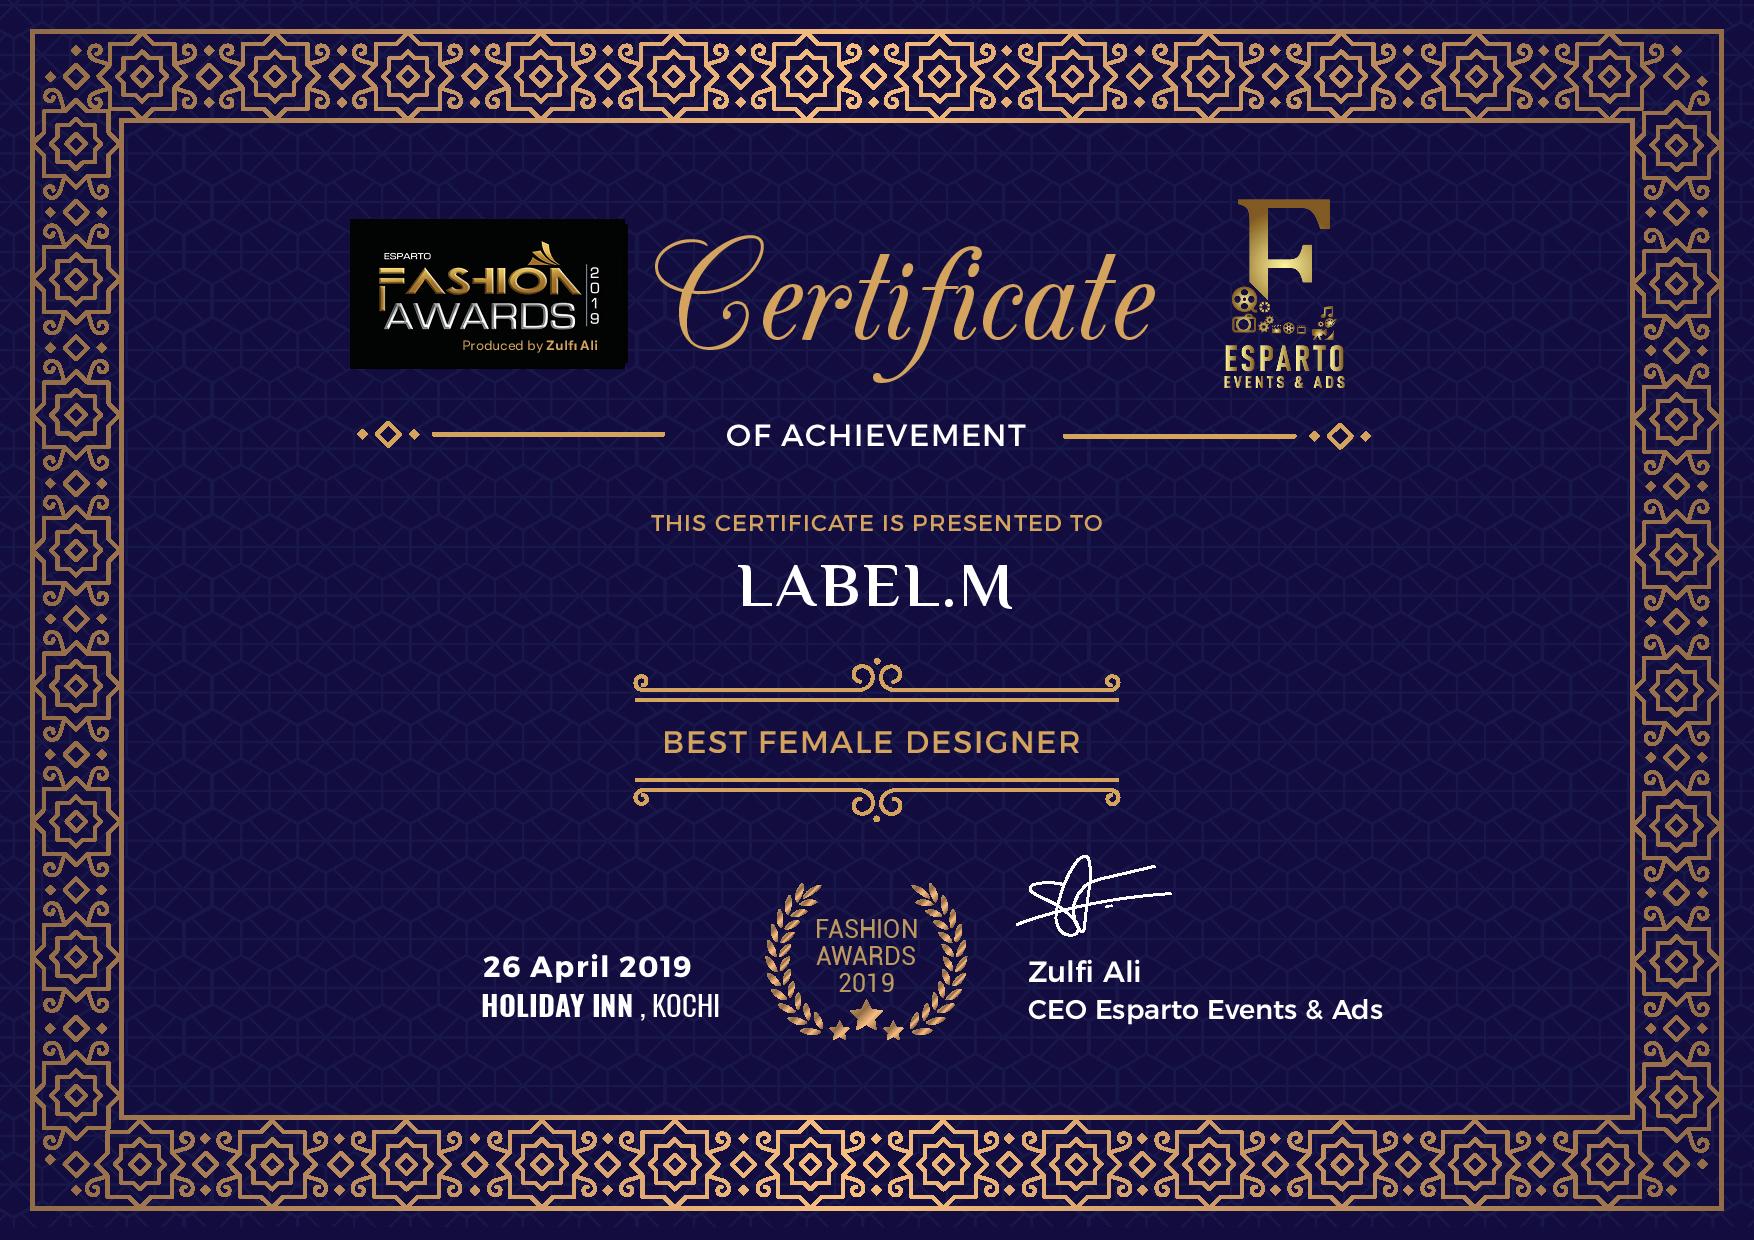 ESPARTO
FASHION
AWARDS
2019
Produced by Zulfi Ali
Certificate
E
ESPARTO
EVENTS & ADS
OF ACHIEVEMENT
THIS CERTIFICATE IS PRESENTED TO
LABEL.M
BEST FEMALE DESIGNER
26 April 2019
HOLIDAY INN , KOCHI
FASHION
AWARDS
2019
Zulfi Ali
CEO Esparto Events & Ads